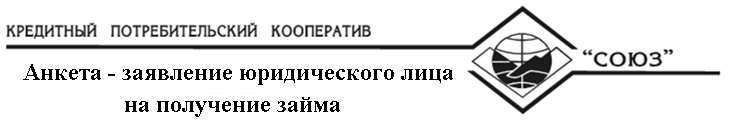 КРЕДИТНЫЙ ПОТРЕБИТЕЛЬСКИЙ КООПЕРАТИВ
“СОЮЗ”
Анкета - заявление юридического лица
на получение займа